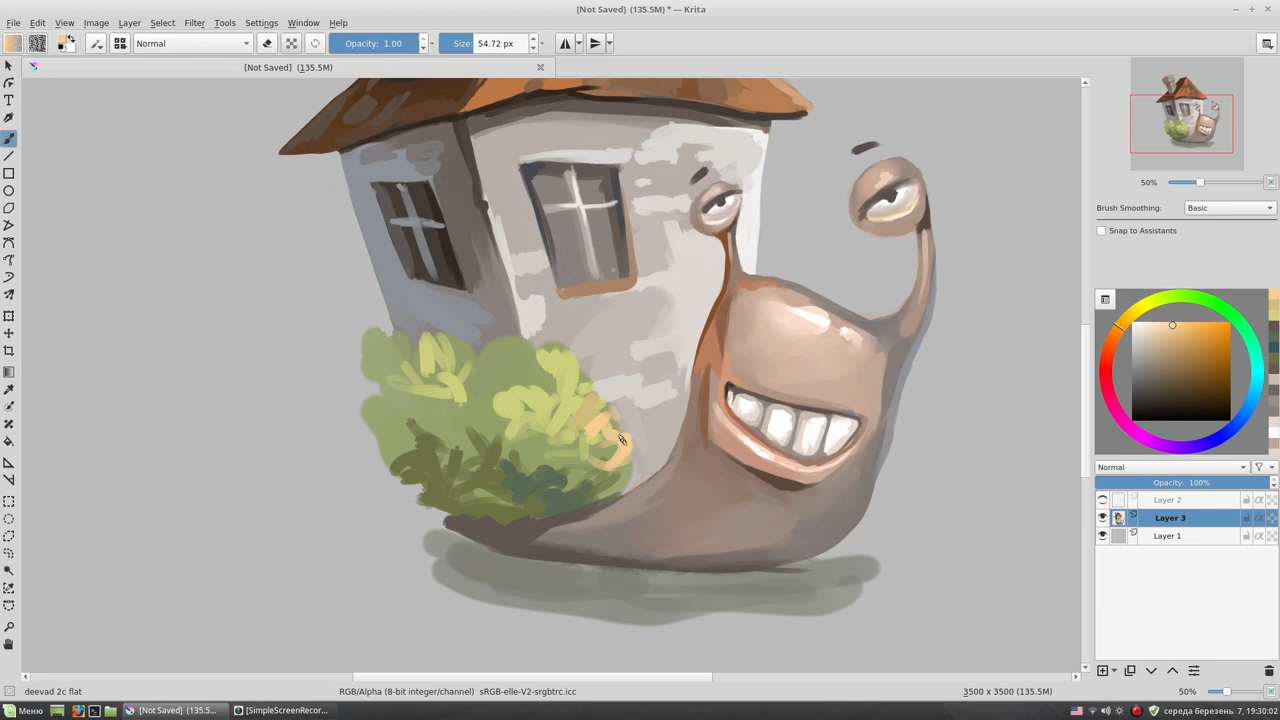 [Not Saved]  (135.5M) * — Krita
File Edit View Image Layer Select Filter Tools Settings Window Help
Normal Opacity: 1.00 Size: 54.72 px
[Not Saved]  (135.5M)
50%
Brush Smoothing: Basic
Snap to Assistants
Normal
Opacity: 100%
Layer 2
Layer 3
Layer 1
deevad 2c flat RGB/Alpha (8-bit integer/channel) sRGB-elle-V2-srgbtrc.icc 3500 x 3500 (135.5M) 50%
Меню [Not Saved] (135.5... [SimpleScreenRecor... середа березень 7, 19:30:02